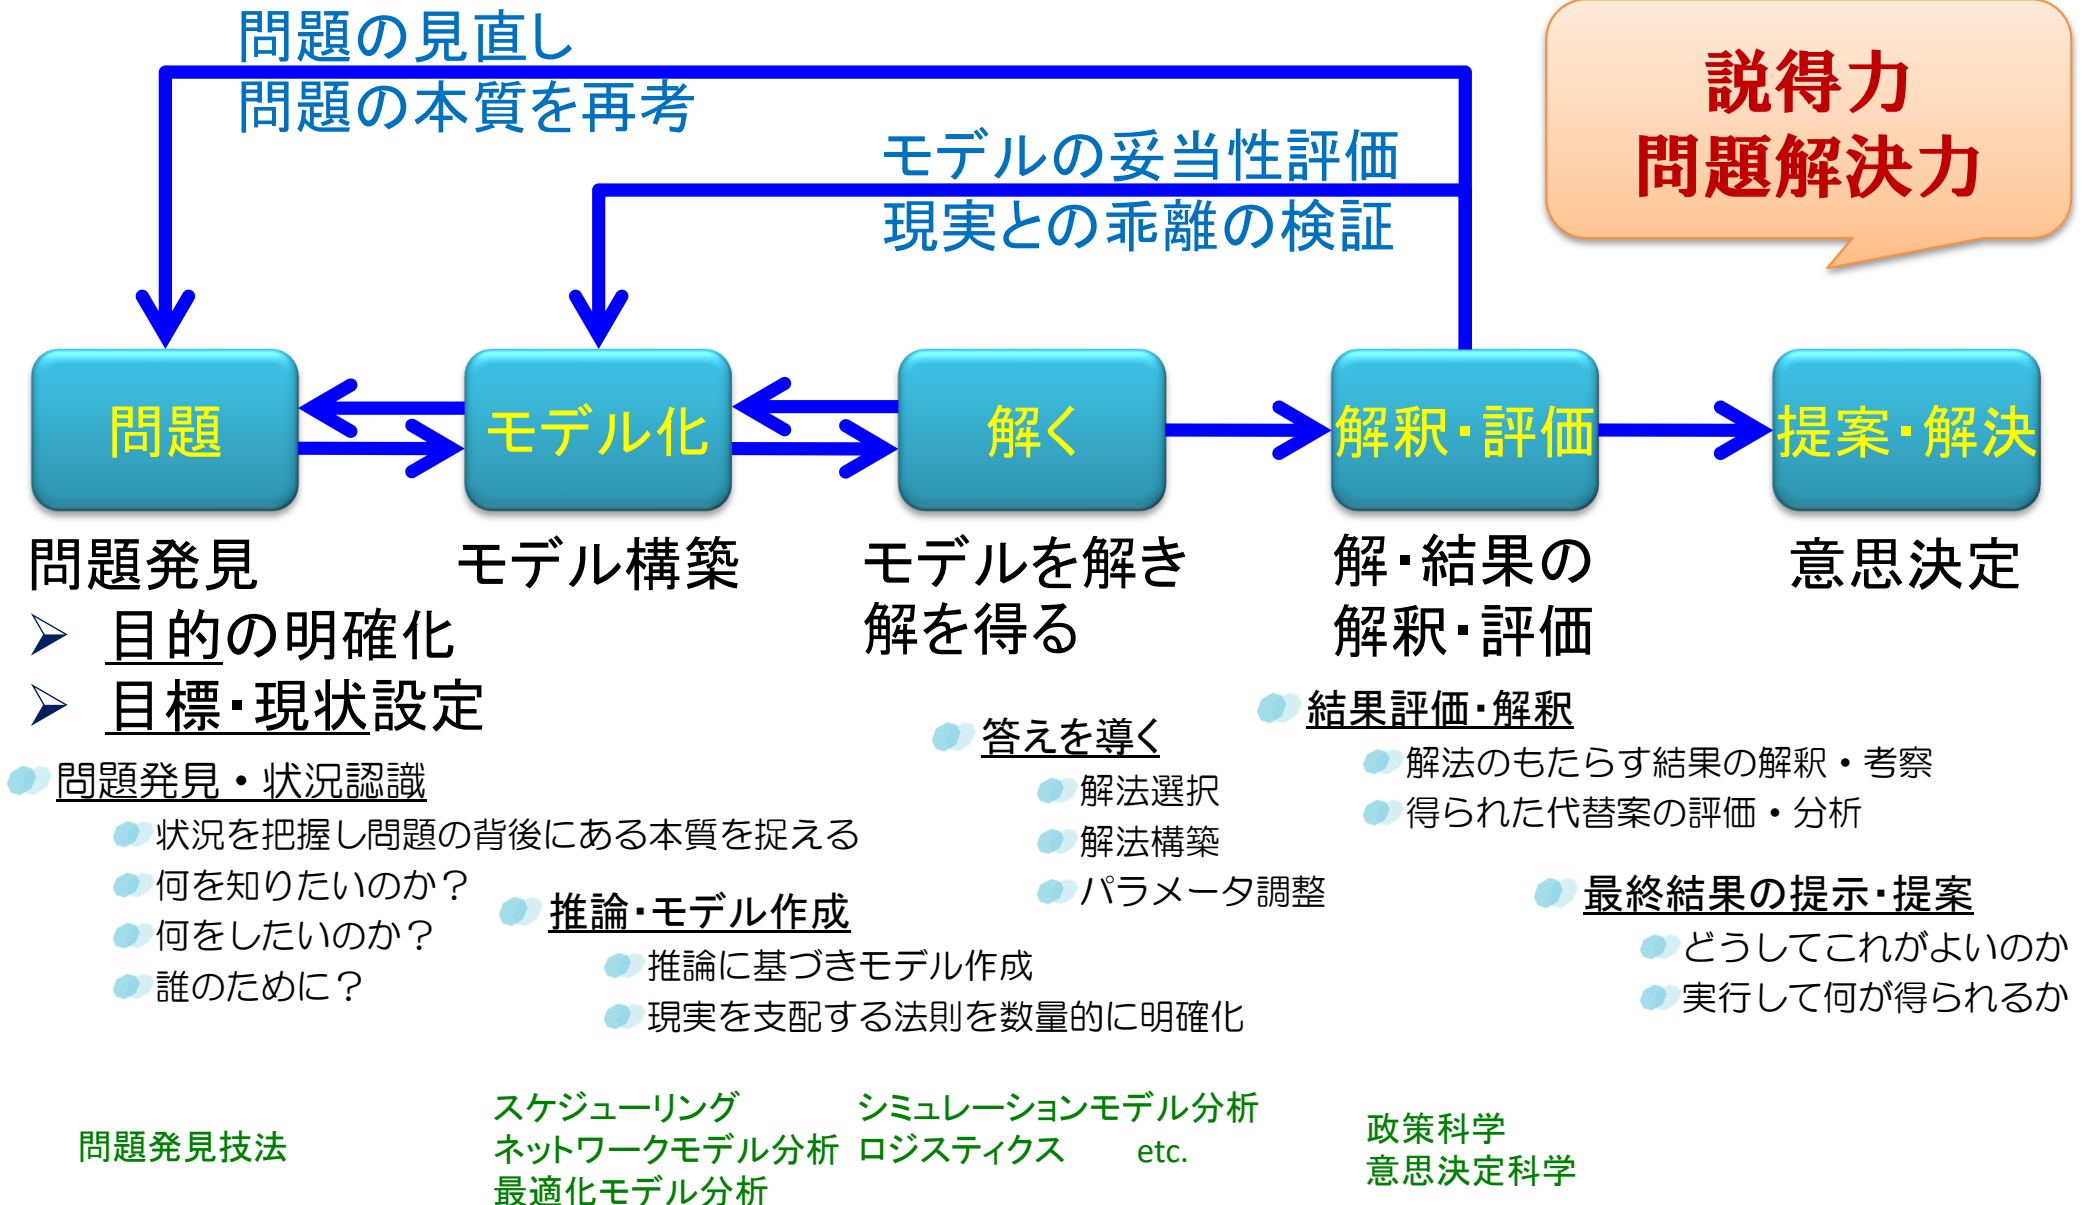 問題の見直し
問題の本質を再考
モデルの妥当性評価
現実との乖離の検証
説得力
問題解決力
問題
モデル化
解く
解釈・評価
提案・解決
問題発見
目的の明確化
目標・現状設定
モデル構築
モデルを解き
解を得る
解・結果の
解釈・評価
意思決定
問題発見・状況認識
状況を把握し問題の背後にある本質を捉える
何を知りたいのか？
何をしたいのか？
誰のために？
推論・モデル作成
推論に基づきモデル作成
現実を支配する法則を数量的に明確化
答えを導く
解法選択
解法構築
パラメータ調整
結果評価・解釈
解法のもたらす結果の解釈・考察
得られた代替案の評価・分析
最終結果の提示・提案
どうしてこれがよいのか
実行して何が得られるか
問題発見技法
スケジューリング
ネットワークモデル分析
最適化モデル分析
シミュレーションモデル分析
ロジスティクス etc.
政策科学
意思決定科学